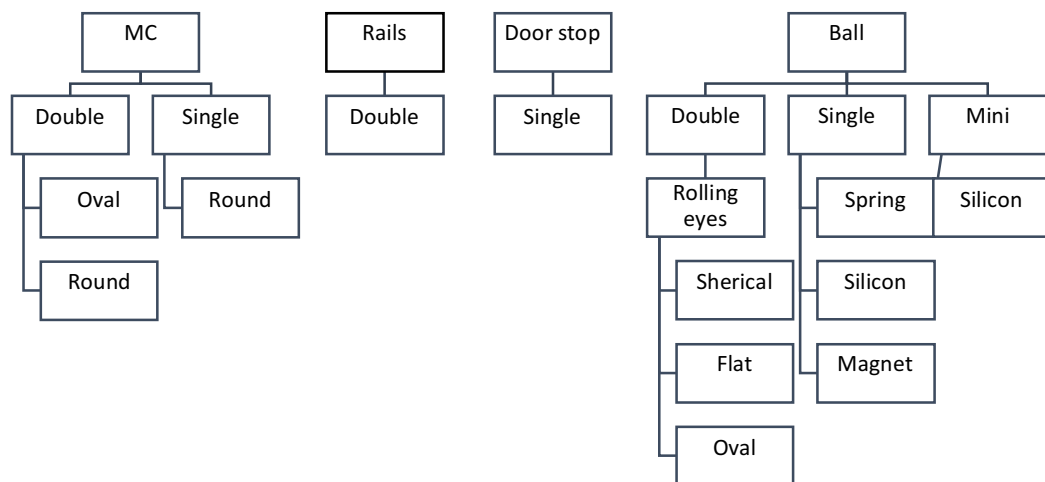 MC
Rails
Door stop
Ball
Double
Single
Double
Single
Double
Single
Mini
Oval
Round
Rolling
eyes
Spring
Silicon
Round
Sherical
Silicon
Flat
Magnet
Oval